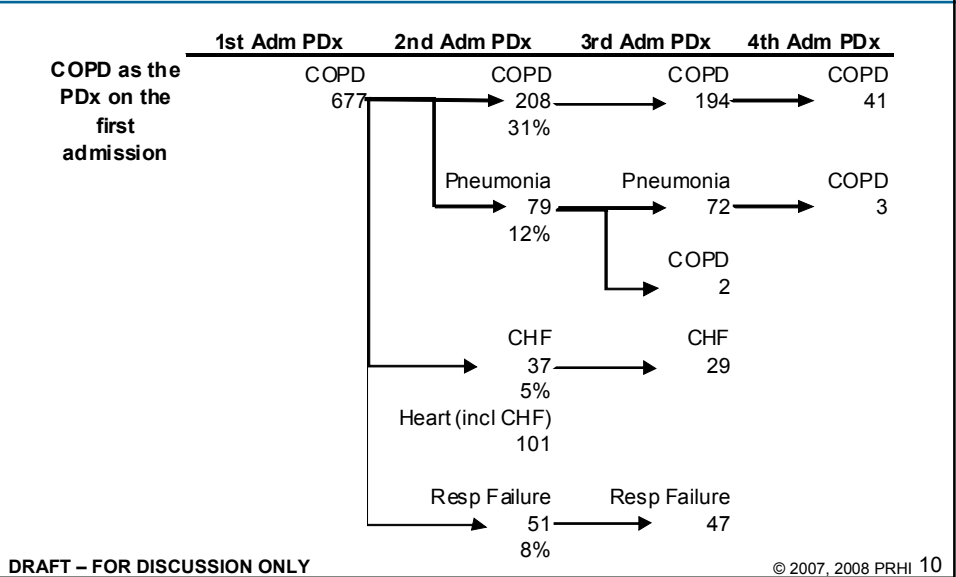 1st Adm PDx 2nd Adm PDx 3rd Adm PDx 4th Adm PDx
COPD as the
PDx on the
first
admission
COPD COPD COPD COPD
677 208 194 41
31%
Pneumonia Pneumonia COPD
79 72 3
12%
COPD
2
CHF CHF
37 29
5%
Heart (incl CHF)
101
Resp Failure Resp Failure
51 47
8%
DRAFT – FOR DISCUSSION ONLY © 2007, 2008 PRHI 10